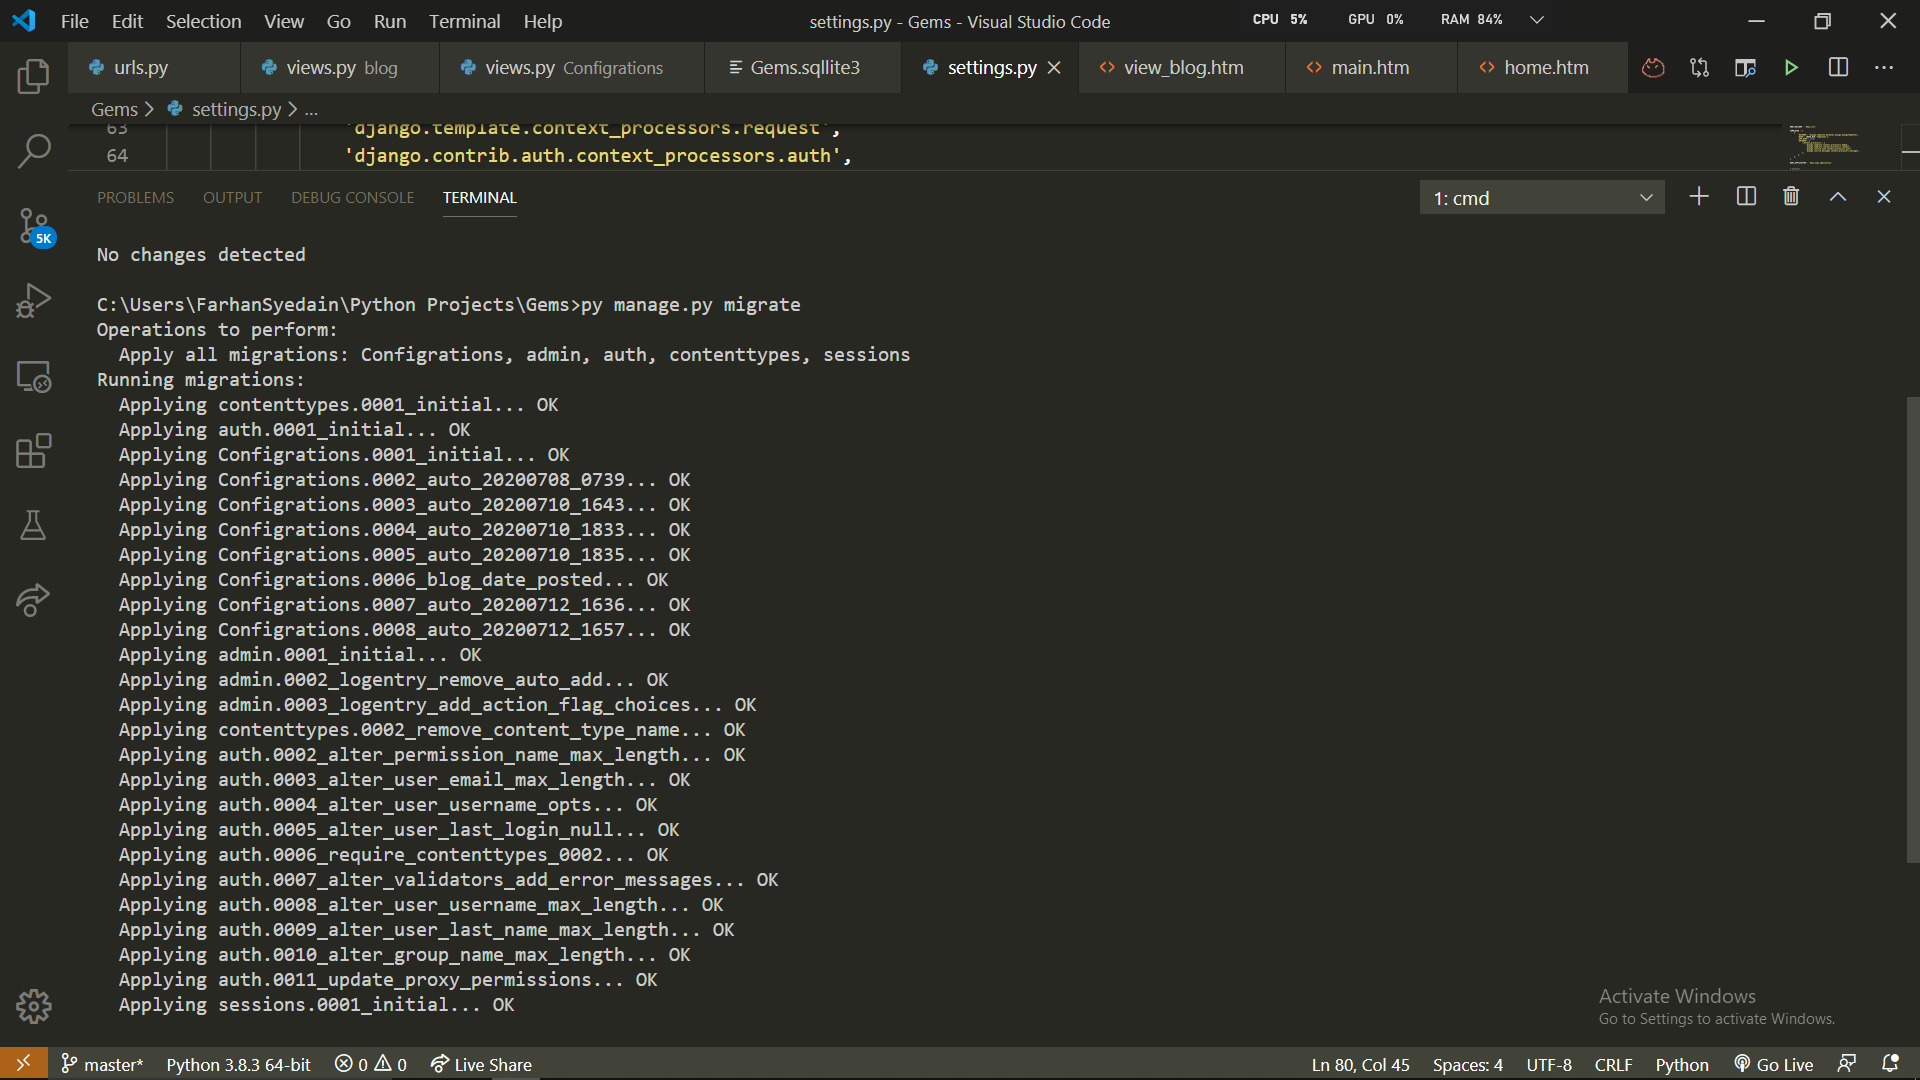 File Edit Selection View Go Run Terminal Help settings.py - Gems - Visual Studio Code CPU 5% GPU 0% RAM 84%
urls.py views.py blog views.py Configrations Gems.sqllite3 settings.py view_blog.htm main.htm home.htm
Gems > settings.py > ...
63 'django.template.context_processors.request',
64 'django.contrib.auth.context_processors.auth',
PROBLEMS OUTPUT DEBUG CONSOLE TERMINAL 1: cmd
5K
No changes detected
C:\Users\FarhanSyedain\Python Projects\Gems>py manage.py migrate
Operations to perform:
Apply all migrations: Configrations, admin, auth, contenttypes, sessions
Running migrations:
Applying contenttypes.0001_initial... OK
Applying auth.0001_initial... OK
Applying Configrations.0001_initial... OK
Applying Configrations.0002_auto_20200708_0739... OK
Applying Configrations.0003_auto_20200710_1643... OK
Applying Configrations.0004_auto_20200710_1833... OK
Applying Configrations.0005_auto_20200710_1835... OK
Applying Configrations.0006_blog_date_posted... OK
Applying Configrations.0007_auto_20200712_1636... OK
Applying Configrations.0008_auto_20200712_1657... OK
Applying admin.0001_initial... OK
Applying admin.0002_logentry_remove_auto_add... OK
Applying admin.0003_logentry_add_action_flag_choices... OK
Applying contenttypes.0002_remove_content_type_name... OK
Applying auth.0002_alter_permission_name_max_length... OK
Applying auth.0003_alter_user_email_max_length... OK
Applying auth.0004_alter_user_username_opts... OK
Applying auth.0005_alter_user_last_login_null... OK
Applying auth.0006_require_contenttypes_0002... OK
Applying auth.0007_alter_validators_add_error_messages... OK
Applying auth.0008_alter_user_username_max_length... OK
Applying auth.0009_alter_user_last_name_max_length... OK
Applying auth.0010_alter_group_name_max_length... OK
Applying auth.0011_update_proxy_permissions... OK
Applying sessions.0001_initial... OK
Activate Windows
Go to Settings to activate Windows.
master* Python 3.8.3 64-bit 0 0 Live Share Ln 80, Col 45 Spaces: 4 UTF-8 CRLF Python Go Live